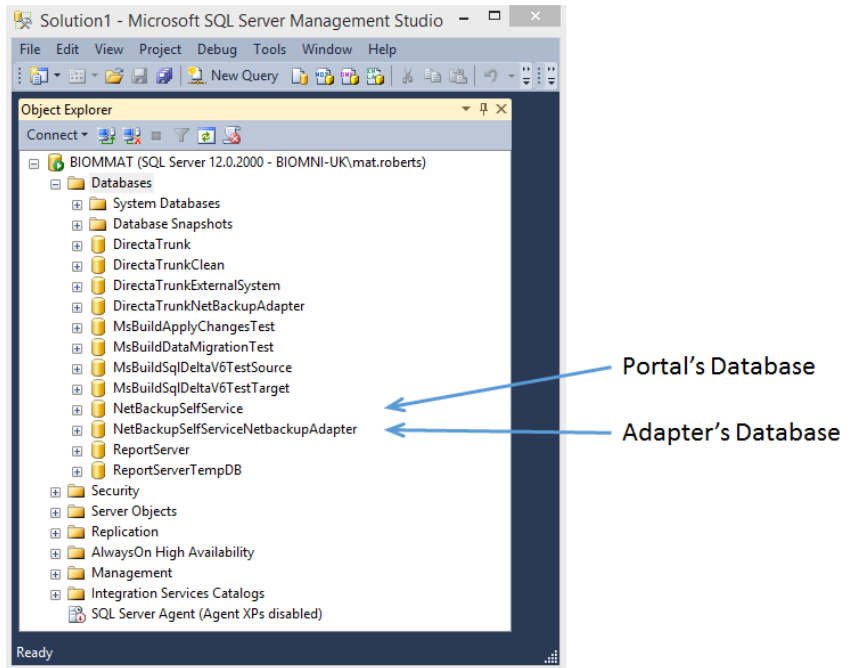 Solution1 - Microsoft SQL Server Management Studio
File Edit View Project Debug Tools Window Help
New Query
Object Explorer
Connect
BIOMMAT (SQL Server 12.0.2000 - BIOMNI-UK\mat.roberts)
Databases
System Databases
Database Snapshots
DirectaTrunk
DirectaTrunkClean
DirectaTrunkExternalSystem
DirectaTrunkNetBackupAdapter
MsBuildApplyChangesTest
MsBuildDataMigrationTest
MsBuildSqlDeltaV6TestSource
MsBuildSqlDeltaV6TestTarget
NetBackupSelfService
NetBackupSelfServiceNetbackupAdapter
ReportServer
ReportServerTempDB
Security
Server Objects
Replication
AlwaysOn High Availability
Management
Integration Services Catalogs
SQL Server Agent (Agent XPs disabled)
Ready
Portal's Database
Adapter's Database